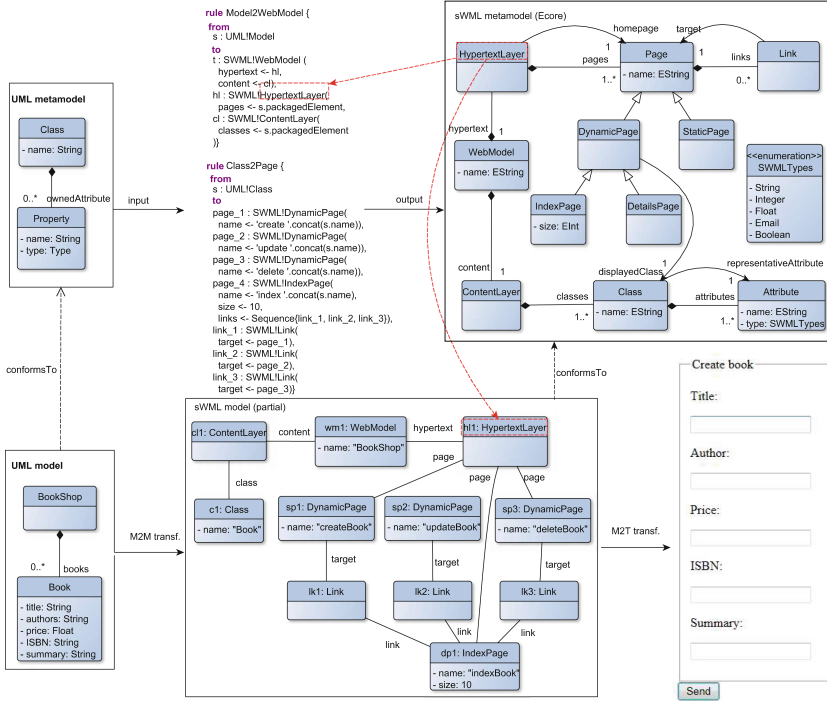 UML metamodel
Class
- name: String
0..*
ownedAttribute
Property
- name: String
- type: Type
conformsTo
UML model
BookShop
0..*
books
Book
- title: String
- authors: String
- price: Float
- ISBN: String
- summary: String
input
M2M transf.
rule Model2WebModel {
from
s : UML!Model
to
t : SWML!WebModel (
hypertext <- hl,
content <- cl),
hl : SWML!HypertextLayer(
pages <- s.packagedElement,
cl : SWML!ContentLayer(
classes <- s.packagedElement
)}
rule Class2Page {
from
s : UML!Class
to
page_1 : SWML!DynamicPage(
name <- 'create '.concat(s.name)),
page_2 : SWML!DynamicPage(
name <- 'update '.concat(s.name)),
page_3 : SWML!DynamicPage(
name <- 'delete '.concat(s.name)),
page_4 : SWML!IndexPage(
name <- 'index '.concat(s.name),
size <- 10,
links <- Sequence{link_1, link_2, link_3}),
link_1 : SWML!Link(
target <- page_1),
link_2 : SWML!Link(
target <- page_2),
link_3 : SWML!Link(
target <- page_3)}
output
sWML metamodel (Ecore)
homepage
target
HypertextLayer
1
pages
1..*
Page
- name: EString
1
links
0..*
Link
hypertext
1
DynamicPage
StaticPage
WebModel
- name: EString
<<enumeration>>
SWMLTypes
- String
- Integer
- Float
- Email
- Boolean
IndexPage
- size: EInt
DetailsPage
content
1
displayedClass
1
representativeAttribute
1
ContentLayer
classes
1..*
Class
- name: EString
attributes
1..*
Attribute
- name: EString
- type: SWMLTypes
conformsTo
sWML model (partial)
cl1: ContentLayer
content
wm1: WebModel
- name: "BookShop"
hypertext
hl1: HypertextLayer
class
page
page
page
c1: Class
- name: "Book"
sp1: DynamicPage
- name: "createBook"
sp2: DynamicPage
- name: "updateBook"
sp3: DynamicPage
- name: "deleteBook"
target
target
target
lk1: Link
lk2: Link
lk3: Link
link
link
link
dp1: IndexPage
- name: "indexBook"
- size: 10
M2T transf.
Create book
Title:
Author:
Price:
ISBN:
Summary:
Send